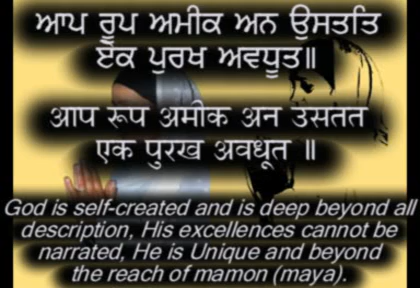 ਆਪ ਰੂਪ ਅਮੀਕ ਅਨ ਉਸਤਤਿ
ਏਕ ਪੁਰਖ ਅਵਧੂਤ॥
आप रूप अमीक अन उसतत
एक पुरख अवधूत ॥
God is self-created and is deep beyond all
description, His excellences cannot be
narrated, He is Unique and beyond
the reach of mamon (maya).